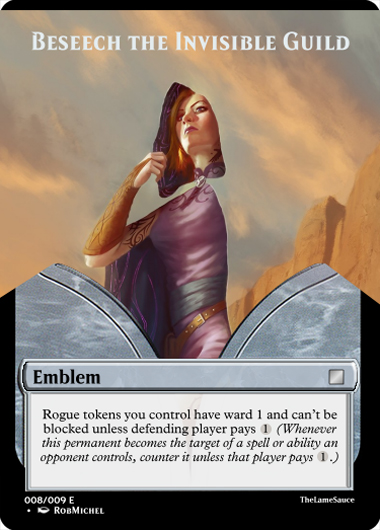 Beseech the Invisible Guild
Emblem
Rogue tokens you control have ward 1 and can't be
blocked unless defending player pays 1 (Whenever
this permanent becomes the target of a spell or ability an
opponent controls, counter it unless that player pays 1.)
008/009 E
TheLameSauce
• RobMichel